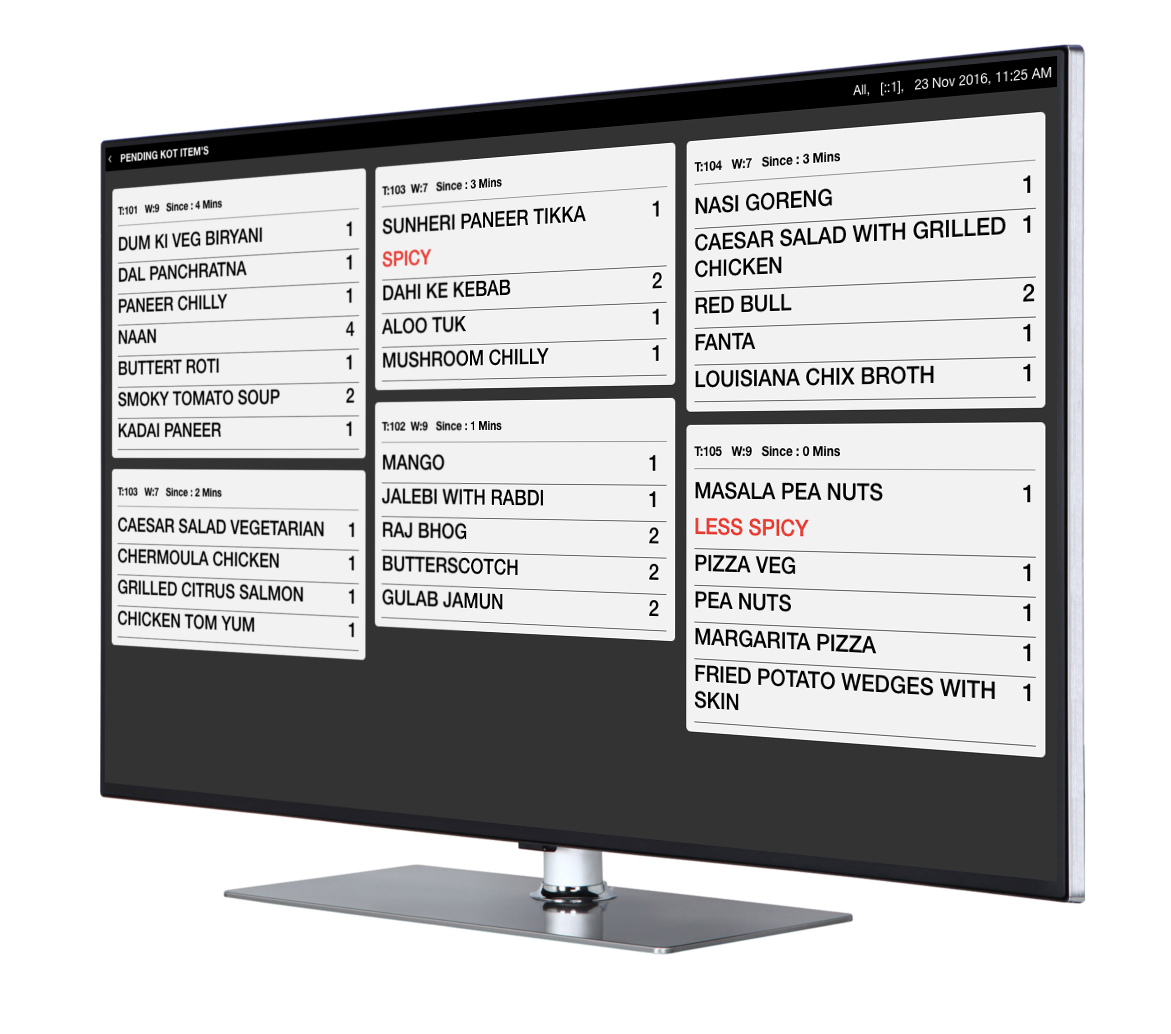 ‹ PENDING KOT ITEM'S
All, [::1], 23 Nov 2016, 11:25 AM
T:101 W:9 Since : 4 Mins
DUM KI VEG BIRYANI 1
DAL PANCHRATNA 1
PANEER CHILLY 1
NAAN 4
BUTTERT ROTI 1
SMOKY TOMATO SOUP 2
KADAI PANEER 1
T:103 W:7 Since : 2 Mins
CAESAR SALAD VEGETARIAN 1
CHERMOULA CHICKEN 1
GRILLED CITRUS SALMON 1
CHICKEN TOM YUM 1
T:103 W:7 Since : 3 Mins
SUNHERI PANEER TIKKA 1
SPICY
DAHI KE KEBAB 2
ALOO TUK 1
MUSHROOM CHILLY 1
T:102 W:9 Since : 1 Mins
MANGO 1
JALEBI WITH RABDI 1
RAJ BHOG 2
BUTTERSCOTCH 2
GULAB JAMUN 2
T:104 W:7 Since : 3 Mins
NASI GORENG 1
CAESAR SALAD WITH GRILLED 1
CHICKEN
RED BULL 2
FANTA 1
LOUISIANA CHIX BROTH 1
T:105 W:9 Since : 0 Mins
MASALA PEA NUTS 1
LESS SPICY
PIZZA VEG 1
PEA NUTS 1
MARGARITA PIZZA 1
FRIED POTATO WEDGES WITH 1
SKIN